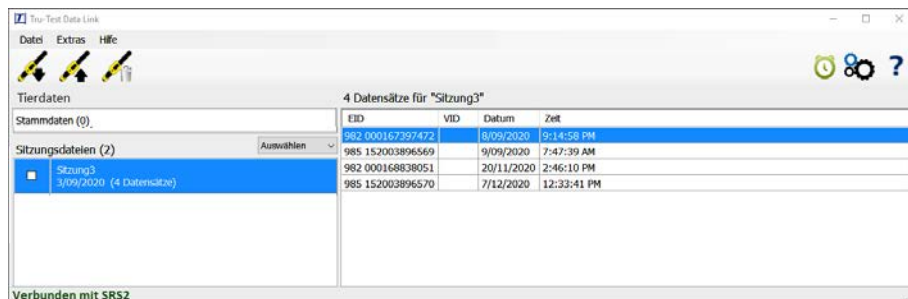 Tru-Test Data Link
Datei Extras Hilfe
Tierdaten
Stammdaten (0)
Sitzungsdateien (2) Auswählen
Sitzung3
3/09/2020 (4 Datensätze)
4 Datensätze für "Sitzung3"
EID VID Datum Zeit
982 000167397472 8/09/2020 9:14:58 PM
985 152003896569 9/09/2020 7:47:39 AM
982 000168838051 20/11/2020 2:46:10 PM
985 152003896570 7/12/2020 12:33:41 PM
Verbunden mit SRS2